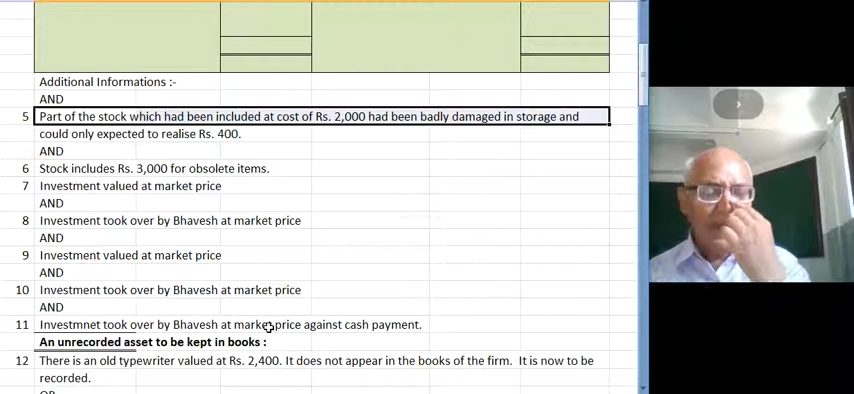 Additional Informations :-
AND
5 Part of the stock which had been included at cost of Rs. 2,000 had been badly damaged in storage and
could only expected to realise Rs. 400.
AND
6 Stock includes Rs. 3,000 for obsolete items.
7 Investment valued at market price
AND
8 Investment took over by Bhavesh at market price
AND
9 Investment valued at market price
AND
10 Investment took over by Bhavesh at market price
AND
11 Investmnet took over by Bhavesh at market price against cash payment.
An unrecorded asset to be kept in books :
12 There is an old typewriter valued at Rs. 2,400. It does not appear in the books of the firm. It is now to be
recorded.
OR